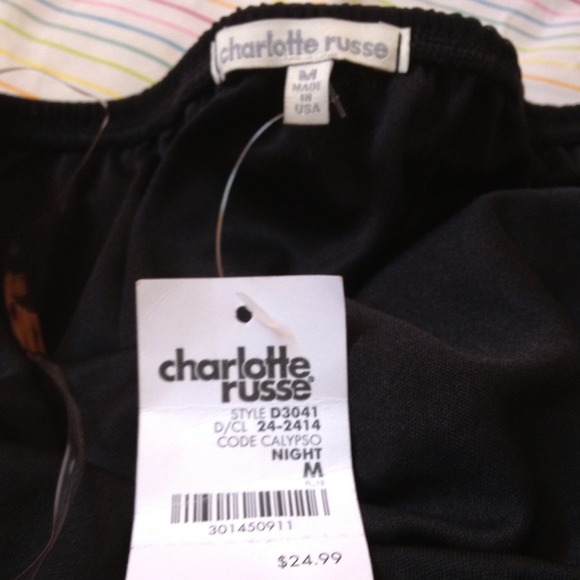 charlotte russe
M
MADE
IN
USA
charlotte
russe
STYLE D3041
D/CL 24-2414
CODE CALYPSO
NIGHT
M
301450911
$24.99